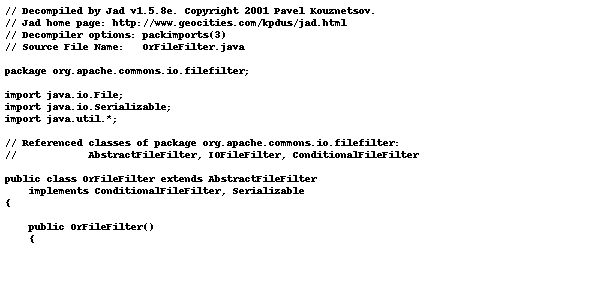 // Decompiled by Jad v1.5.8e. Copyright 2001 Pavel Kouznetsov.
// Jad home page: http://www.geocities.com/kpdus/jad.html
// Decompiler options: packimports(3)
// Source File Name:   OrFileFilter.java

package org.apache.commons.io.filefilter;

import java.io.File;
import java.io.Serializable;
import java.util.*;

// Referenced classes of package org.apache.commons.io.filefilter:
//            AbstractFileFilter, IOFileFilter, ConditionalFileFilter

public class OrFileFilter extends AbstractFileFilter
    implements ConditionalFileFilter, Serializable
{

    public OrFileFilter()
    {